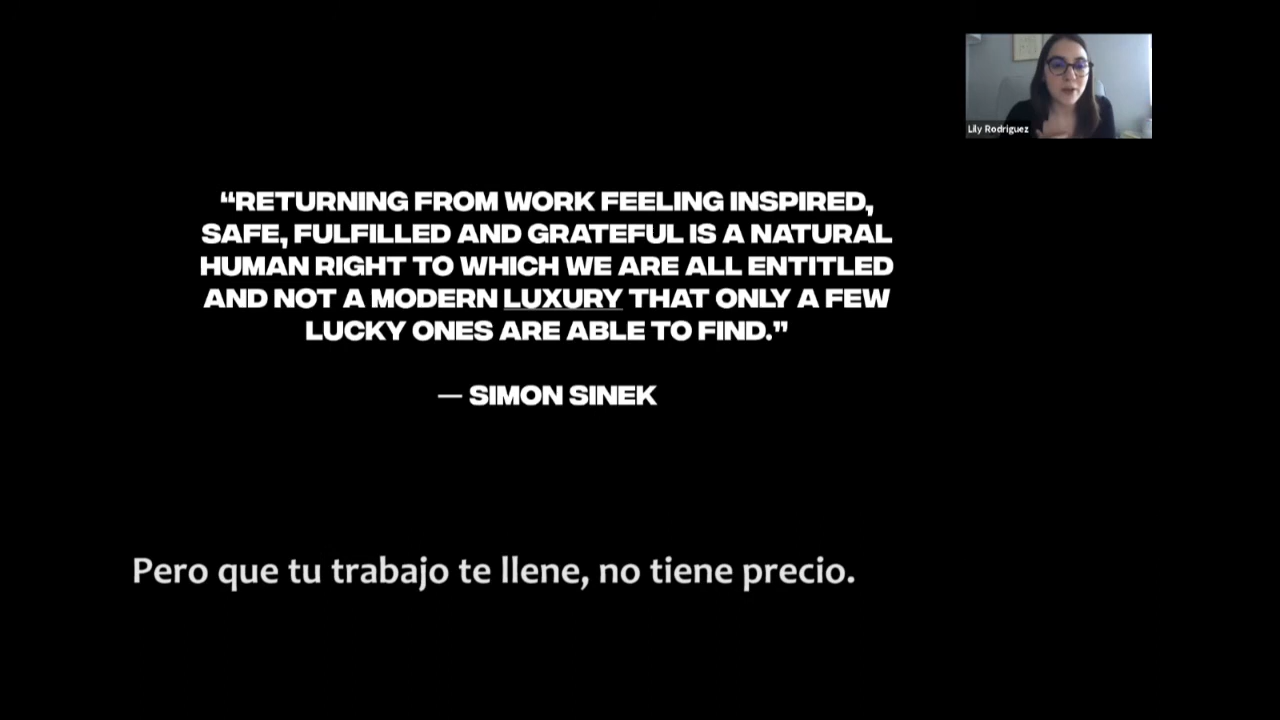 Lily Rodriguez
“RETURNING FROM WORK FEELING INSPIRED,
SAFE, FULFILLED AND GRATEFUL IS A NATURAL
HUMAN RIGHT TO WHICH WE ARE ALL ENTITLED
AND NOT A MODERN LUXURY THAT ONLY A FEW
LUCKY ONES ARE ABLE TO FIND.”
— SIMON SINEK
Pero que tu trabajo te llene, no tiene precio.